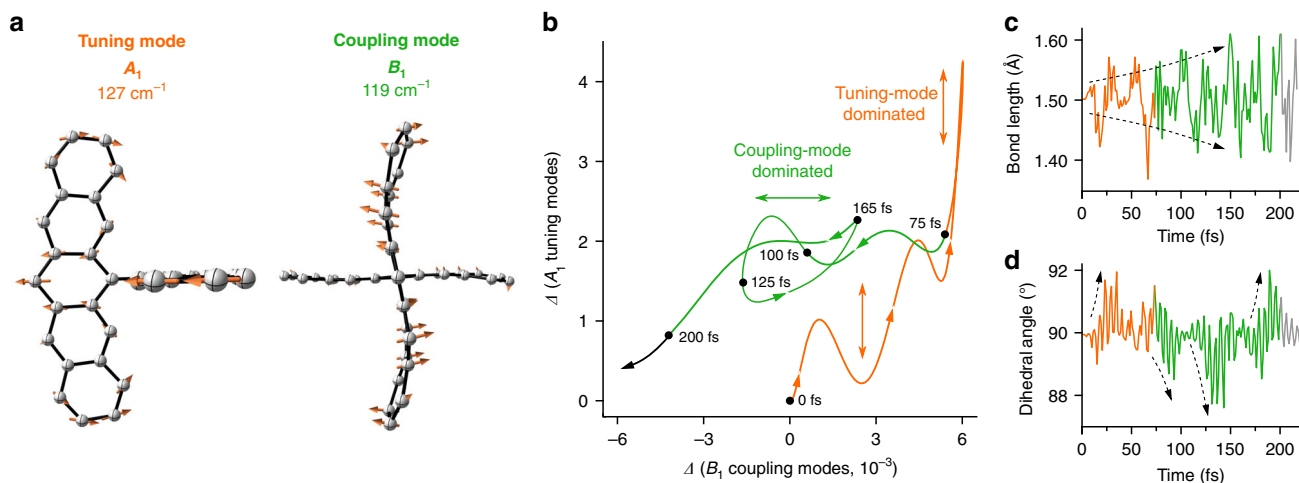 a
Tuning mode
A₁
127 cm⁻¹
Coupling mode
B₁
119 cm⁻¹
b
Δ (A₁ tuning modes)
4
3
2
1
0
Tuning-mode
dominated
Coupling-mode
dominated
165 fs
75 fs
100 fs
125 fs
200 fs
0 fs
–6
–3
0
3
6
Δ (B₁ coupling modes, 10⁻³)
c
Bond length (Å)
1.60
1.50
1.40
0
50
100
150
200
Time (fs)
d
Dihedral angle (°)
92
90
88
0
50
100
150
200
Time (fs)